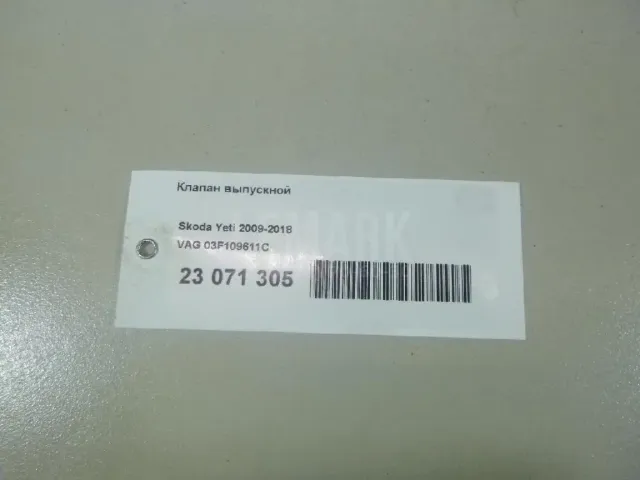 Клапан выпускной
Skoda Yeti 2009-2018
VAG 03F109611C
23 071 305